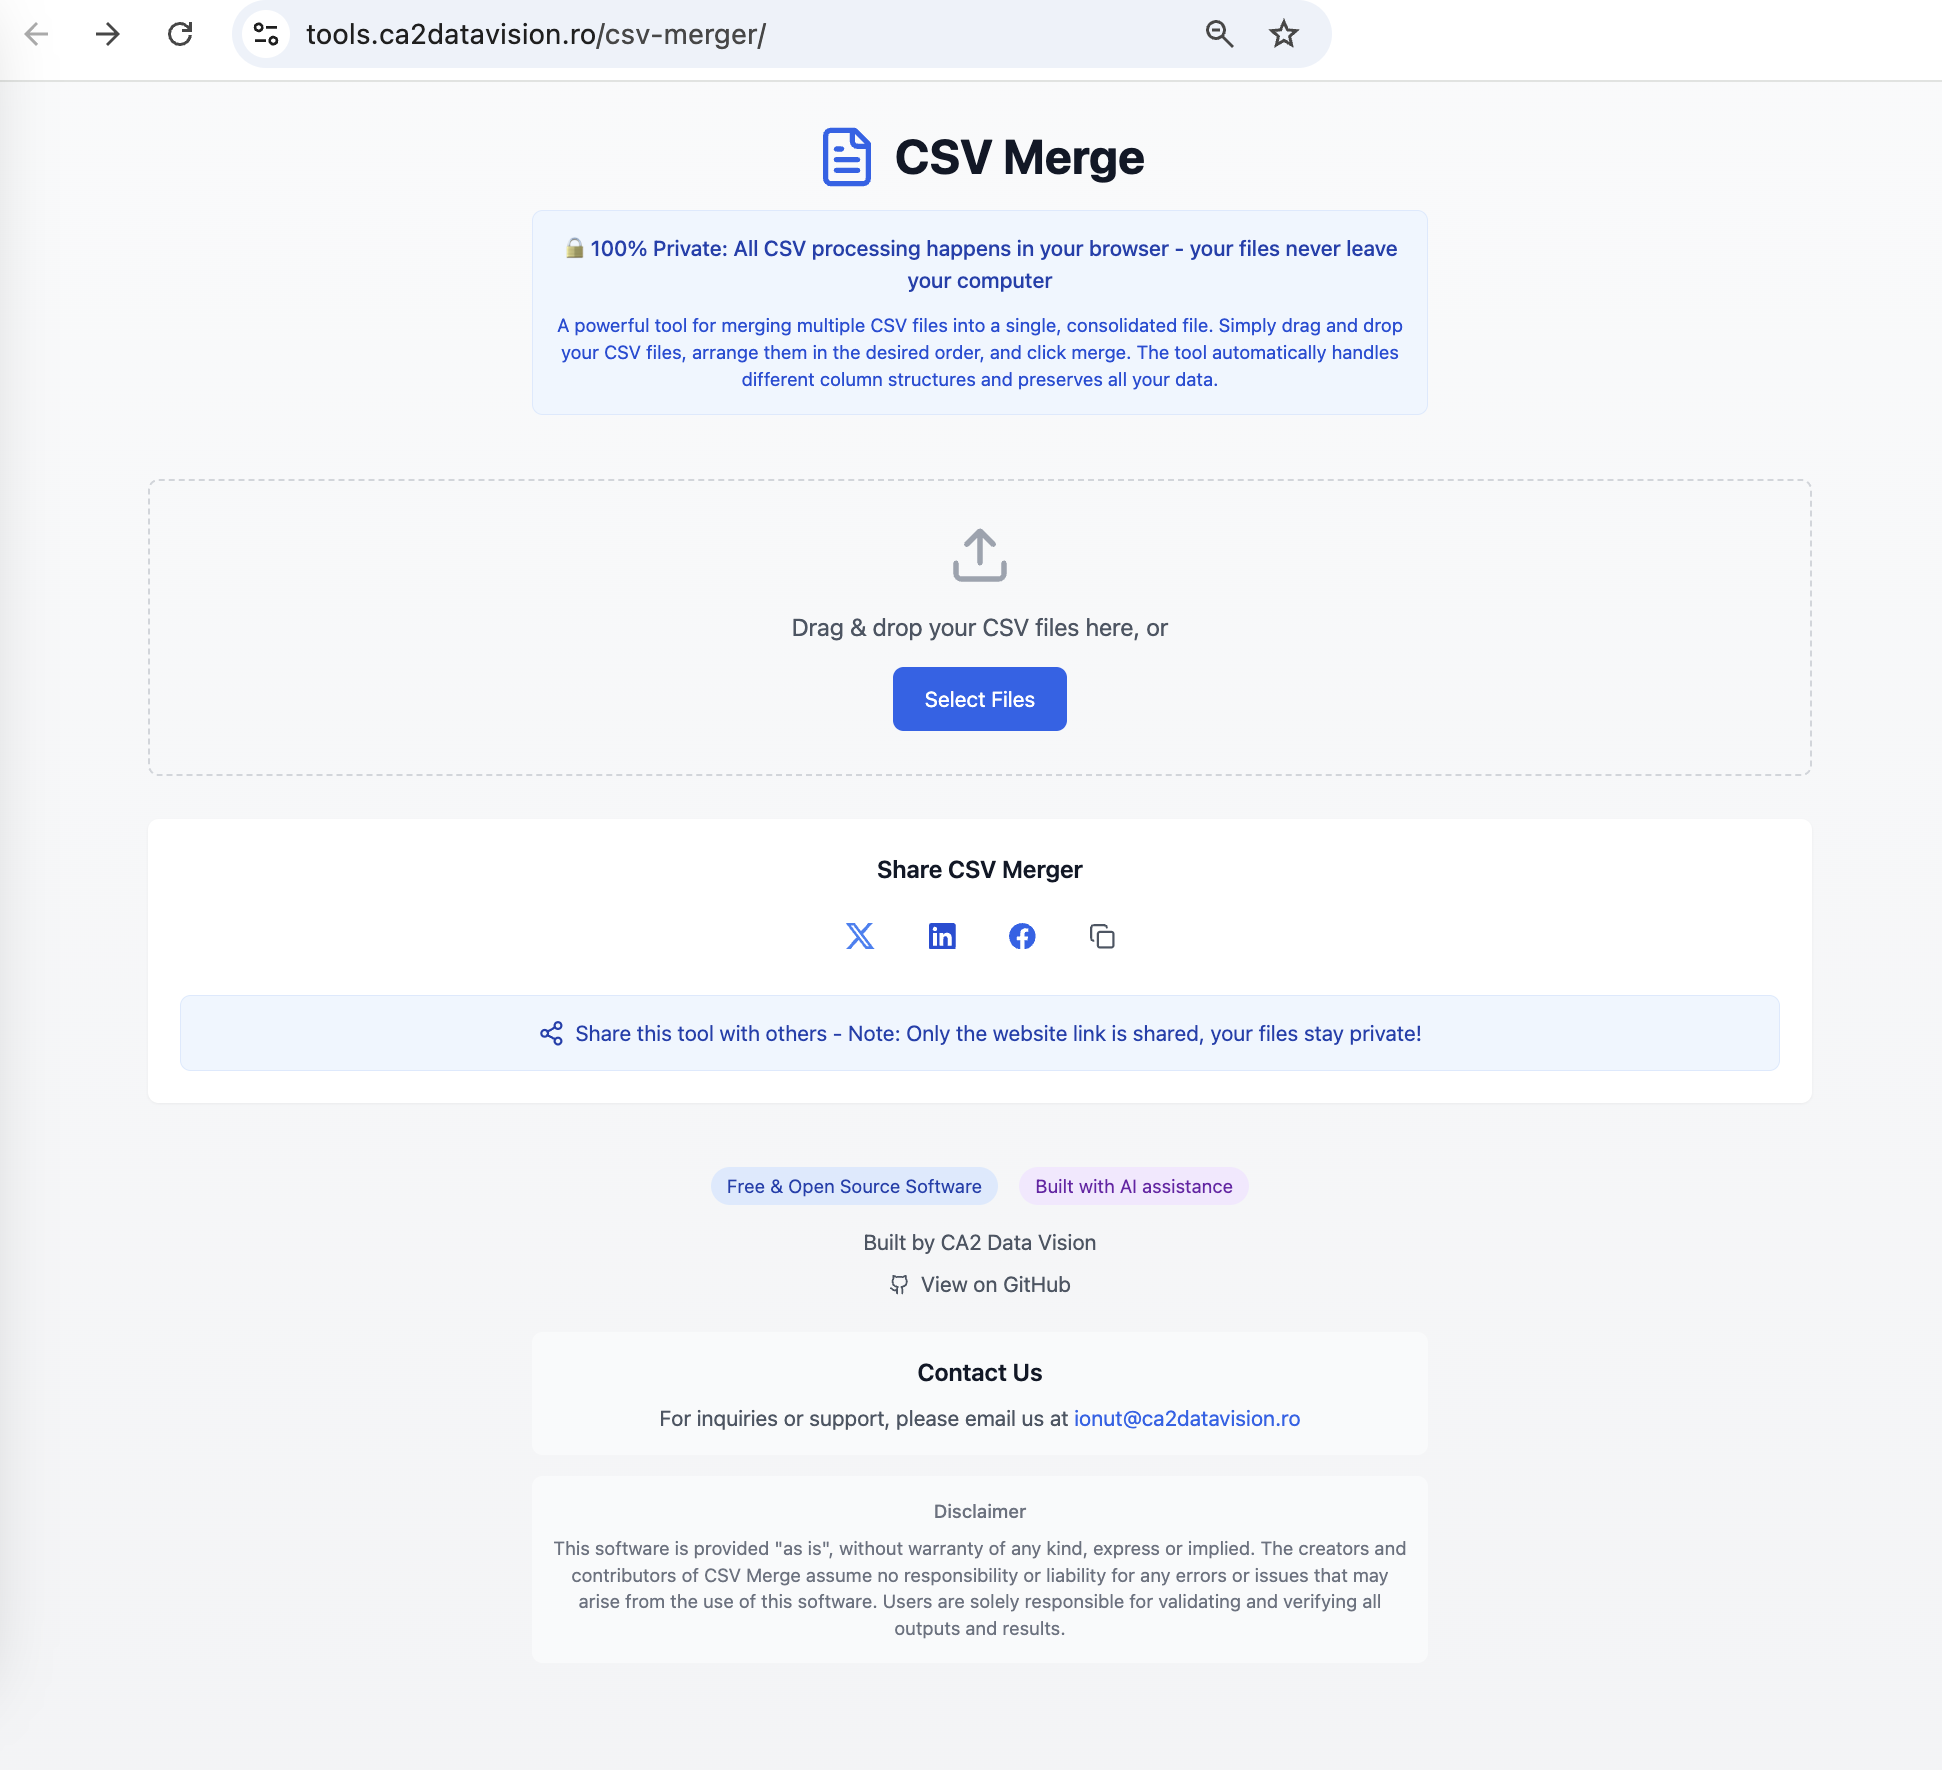 tools.ca2datavision.ro/csv-merger/
CSV Merge
100% Private: All CSV processing happens in your browser - your files never leave
your computer
A powerful tool for merging multiple CSV files into a single, consolidated file. Simply drag and drop
your CSV files, arrange them in the desired order, and click merge. The tool automatically handles
different column structures and preserves all your data.
Drag & drop your CSV files here, or
Select Files
Share CSV Merger
Share this tool with others - Note: Only the website link is shared, your files stay private!
Free & Open Source Software
Built with AI assistance
Built by CA2 Data Vision
View on GitHub
Contact Us
For inquiries or support, please email us at ionut@ca2datavision.ro
Disclaimer
This software is provided "as is", without warranty of any kind, express or implied. The creators and
contributors of CSV Merge assume no responsibility or liability for any errors or issues that may
arise from the use of this software. Users are solely responsible for validating and verifying all
outputs and results.